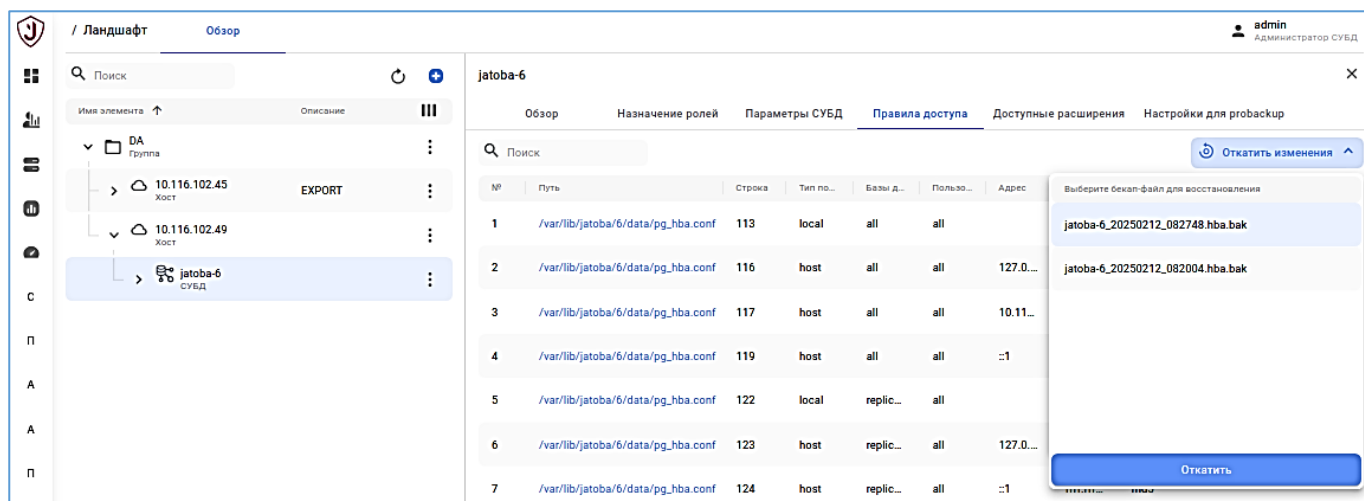 / Ландшафт Обзор admin
Администратор СУБД
Поиск
Имя элемента Описание
DA
Группа
10.116.102.45 EXPORT
Хост
10.116.102.49
Хост
jatoba-6
СУБД
С
П
А
А
П
jatoba-6
Обзор Назначение ролей Параметры СУБД Правила доступа Доступные расширения Настройки для probackup
Поиск Откатить изменения
№ Путь Строка Тип по... Базы д... Пользо... Адрес
1 /var/lib/jatoba/6/data/pg_hba.conf 113 local all all
2 /var/lib/jatoba/6/data/pg_hba.conf 116 host all all 127.0....
3 /var/lib/jatoba/6/data/pg_hba.conf 117 host all all 10.11...
4 /var/lib/jatoba/6/data/pg_hba.conf 119 host all all ::1
5 /var/lib/jatoba/6/data/pg_hba.conf 122 local replic... all
6 /var/lib/jatoba/6/data/pg_hba.conf 123 host replic... all 127.0....
7 /var/lib/jatoba/6/data/pg_hba.conf 124 host replic... all ::1
Выберите бекап-файл для восстановления
jatoba-6_20250212_082748.hba.bak
jatoba-6_20250212_082004.hba.bak
Откатить